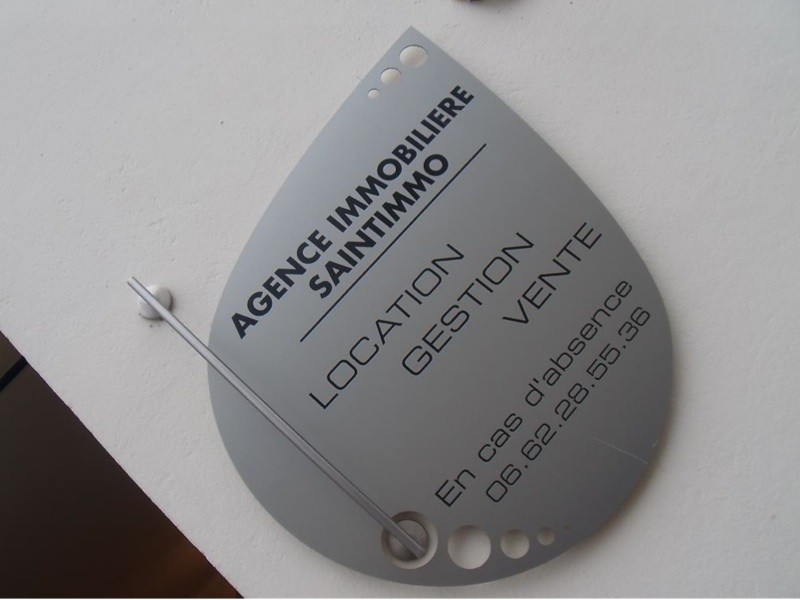 AGENCE IMMOBILIERE
SAINTIMMO
LOCATION
GESTION
VENTE
En cas d'absence
06.62.28.55.36